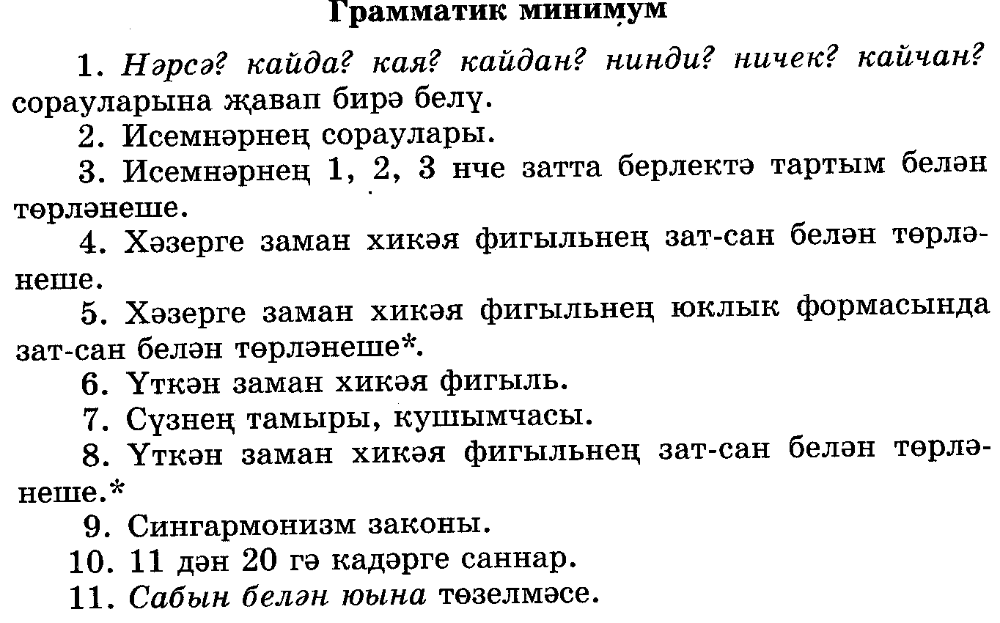 Грамматик минимум
1. Нәрсә? кайда? кая? кайдан? нинди? ничек? кайчан?
сорауларына җавап бирә белү.
2. Исемнәрнең сораулары.
3. Исемнәрнең 1, 2, 3 нче затта берлектә тартым белән
төрләнеше.
4. Хәзерге заман хикәя фигыльнең зат-сан белән төрлә-
неше.
5. Хәзерге заман хикәя фигыльнең юклык формасында
зат-сан белән төрләнеше*.
6. Үткән заман хикәя фигыль.
7. Сүзнең тамыры, кушымчасы.
8. Үткән заман хикәя фигыльнең зат-сан белән төрлә-
неше.*
9. Сингармонизм законы.
10. 11 дән 20 гә кадәрге саннар.
11. Сабын белән юына төзелмәсе.